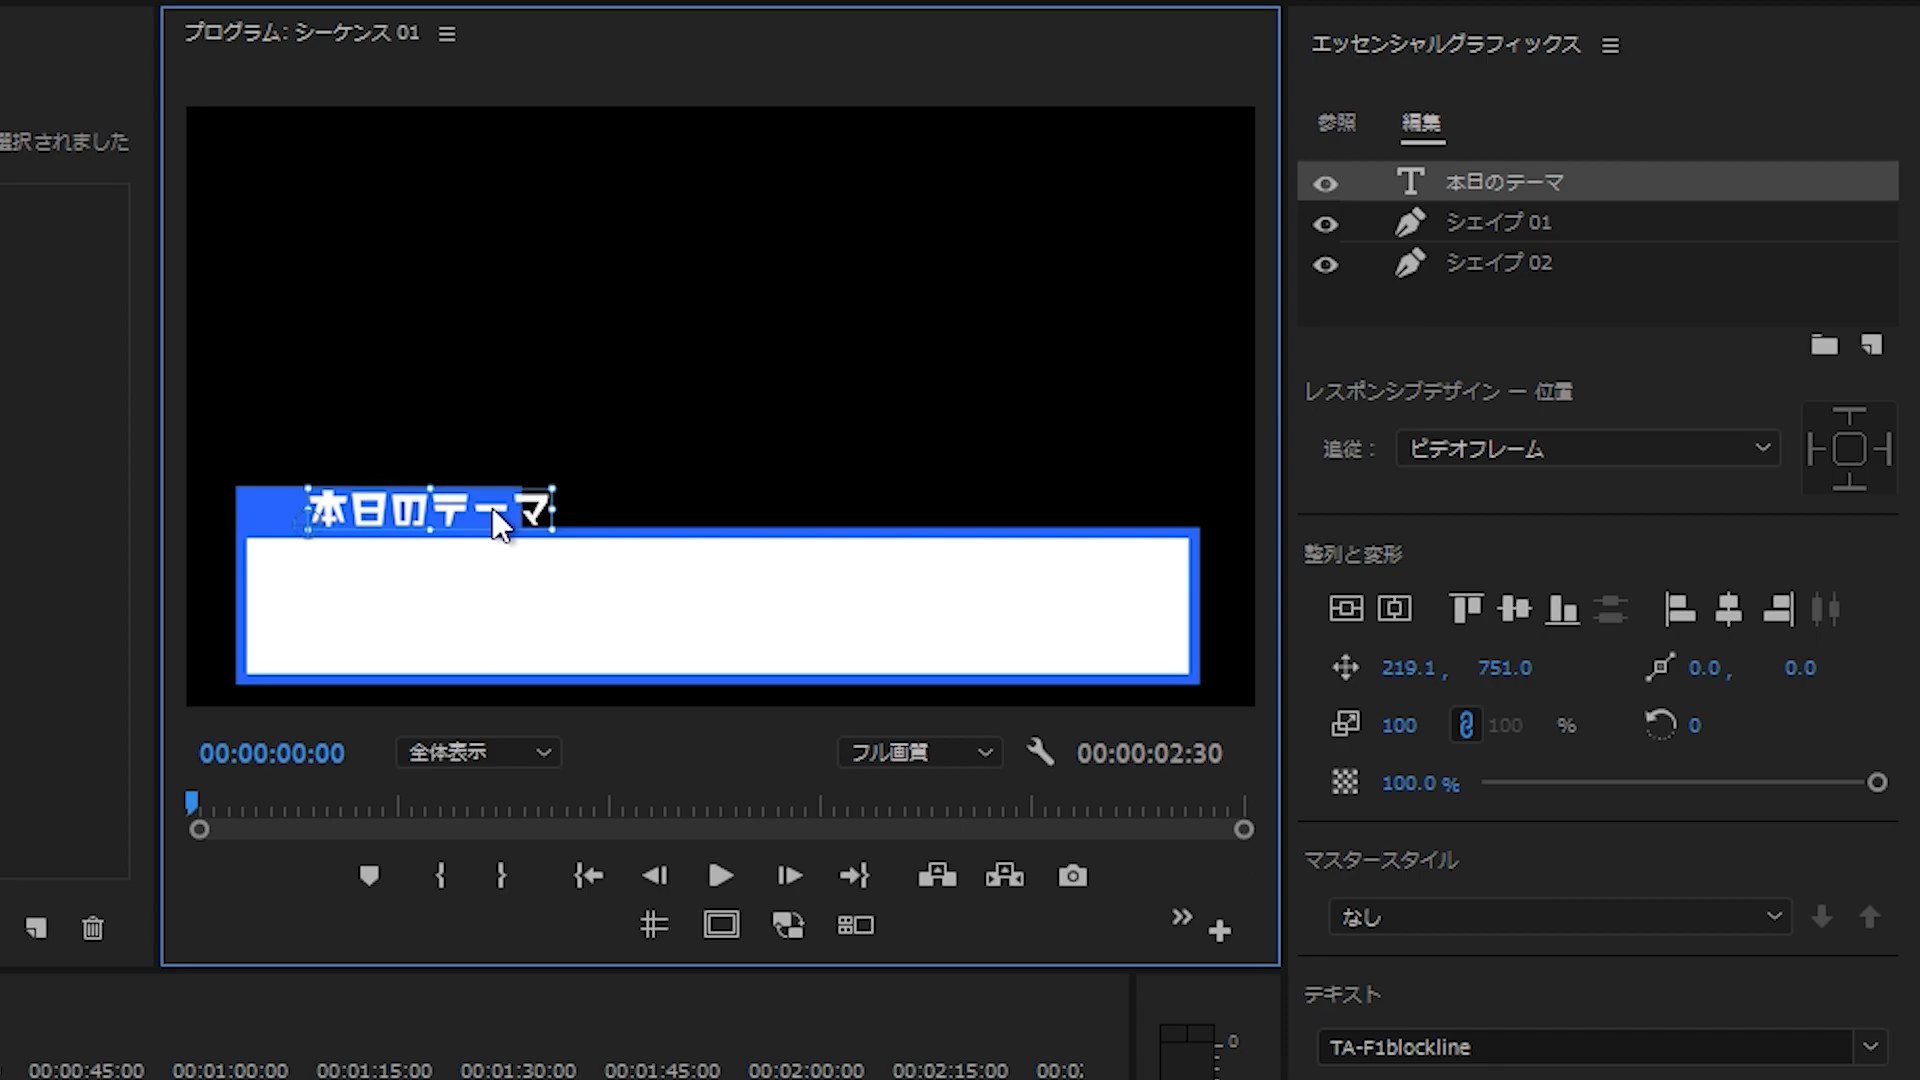 プログラム: シーケンス 01
選択されました
本日のテーマ
00:00:00:00
全体表示
フル画質
00:00:02:30
00:00:45:00
00:01:00:00
00:01:15:00
00:01:30:00
00:01:45:00
00:02:00:00
00:02:15:00
0
エッセンシャルグラフィックス
参照
編集
本日のテーマ
シェイプ 01
シェイプ 02
レスポンシブデザイン ー 位置
追従：
ビデオフレーム
整列と変形
219.1 , 751.0
0.0 , 0.0
100
100
%
0
100.0 %
マスタースタイル
なし
テキスト
TA-F1blockline